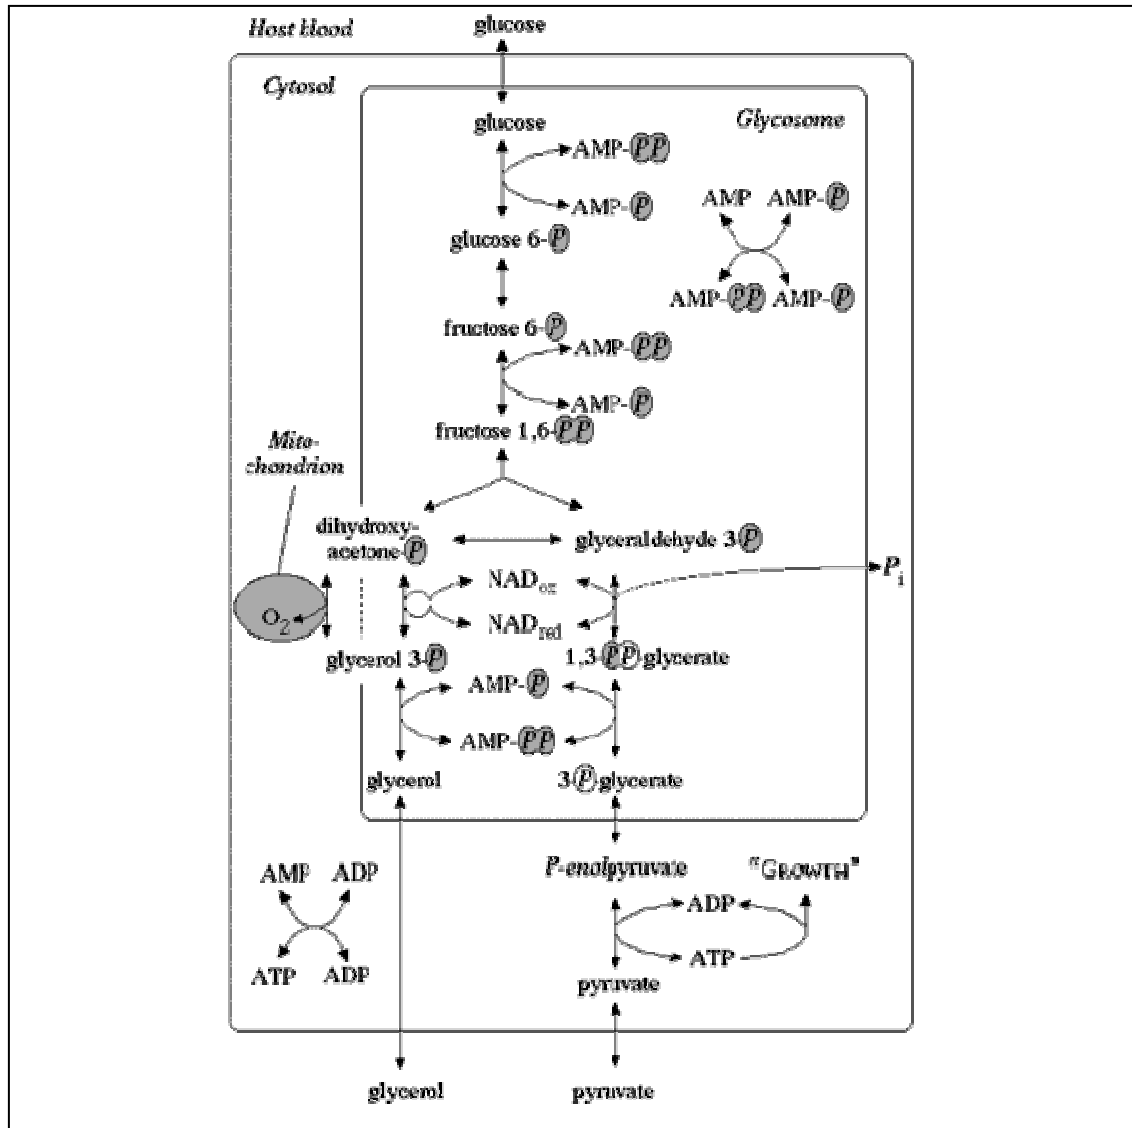 Host blood
glucose
Cytosol
glucose
Glycosome
AMP-PP
AMP-P
AMP AMP-P
AMP-PP AMP-P
glucose 6-P
fructose 6-P
AMP-PP
AMP-P
fructose 1,6-PP
Mito-
chondrion
dihydroxy-
acetone-P
glyceraldehyde 3-P
NADox
Pi
O2
NADred
glycerol 3-P
1,3-PP-glycerate
AMP-P
AMP-PP
glycerol
3-P-glycerate
AMP ADP
ATP ADP
P-enolpyruvate
"GROWTH"
ADP
ATP
pyruvate
glycerol
pyruvate